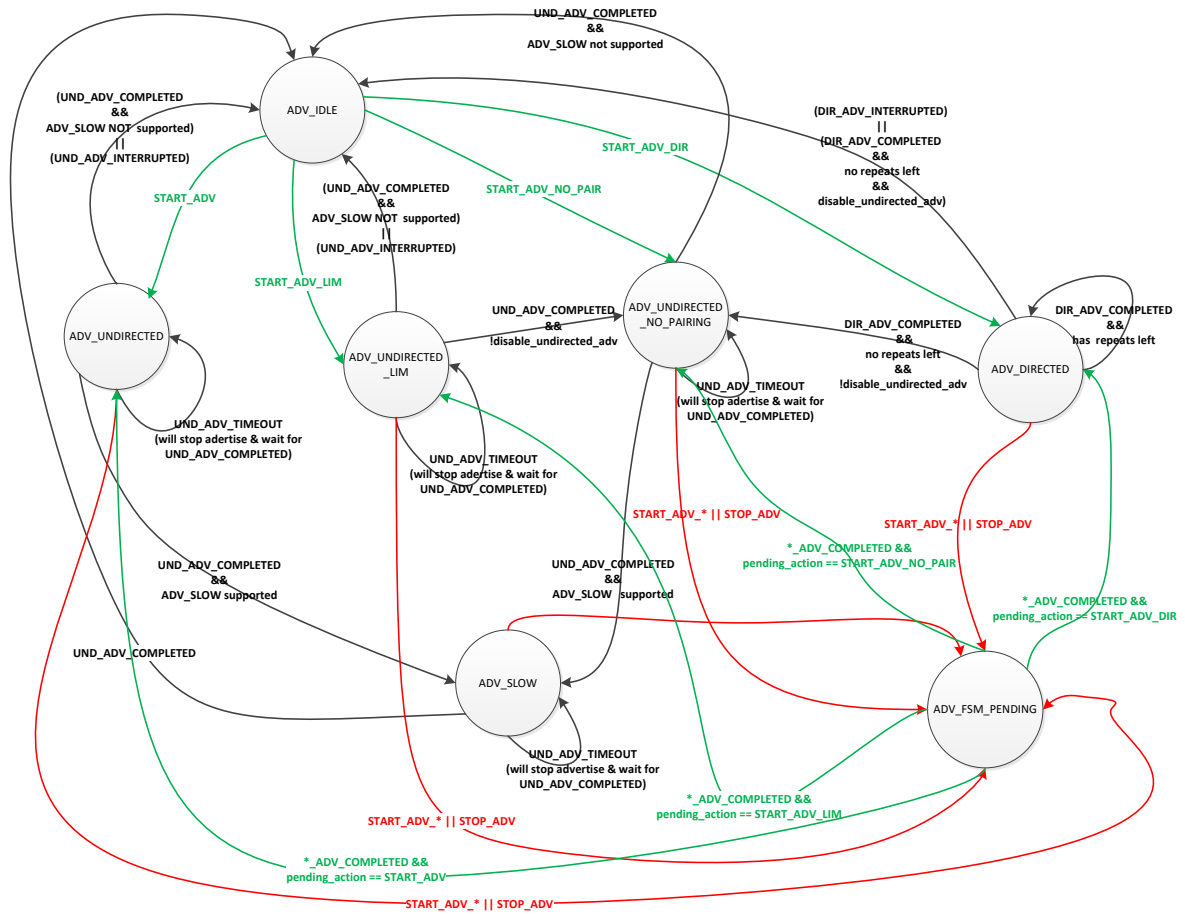 UND_ADV_COMPLETED
&&
ADV_SLOW not supported
ADV_IDLE
(UND_ADV_COMPLETED
&&
ADV_SLOW NOT supported)
||
(UND_ADV_INTERRUPTED)
(DIR_ADV_INTERRUPTED)
||
(DIR_ADV_COMPLETED
&&
no repeats left
&&
disable_undirected_adv)
START_ADV_DIR
START_ADV
START_ADV_NO_PAIR
(UND_ADV_COMPLETED
&&
ADV_SLOW NOT supported)
||
(UND_ADV_INTERRUPTED)
START_ADV_LIM
ADV_UNDIRECTED
ADV_UNDIRECTED
_LIM
UND_ADV_COMPLETED
&&
!disable_undirected_adv
ADV_UNDIRECTED
_NO_PAIRING
DIR_ADV_COMPLETED
&&
no repeats left
&&
!disable_undirected_adv
ADV_DIRECTED
DIR_ADV_COMPLETED
&&
has repeats left
UND_ADV_TIMEOUT
(will stop adertise & wait for
UND_ADV_COMPLETED)
UND_ADV_TIMEOUT
(will stop adertise & wait for
UND_ADV_COMPLETED)
UND_ADV_TIMEOUT
(will stop adertise & wait for
UND_ADV_COMPLETED)
START_ADV_* || STOP_ADV
START_ADV_* || STOP_ADV
*_ADV_COMPLETED &&
pending_action == START_ADV_NO_PAIR
UND_ADV_COMPLETED
&&
ADV_SLOW supported
UND_ADV_COMPLETED
&&
ADV_SLOW supported
*_ADV_COMPLETED &&
pending_action == START_ADV_DIR
UND_ADV_COMPLETED
ADV_SLOW
ADV_FSM_PENDING
UND_ADV_TIMEOUT
(will stop advertise & wait for
UND_ADV_COMPLETED)
*_ADV_COMPLETED &&
pending_action == START_ADV_LIM
START_ADV_* || STOP_ADV
*_ADV_COMPLETED &&
pending_action == START_ADV
START_ADV_* || STOP_ADV